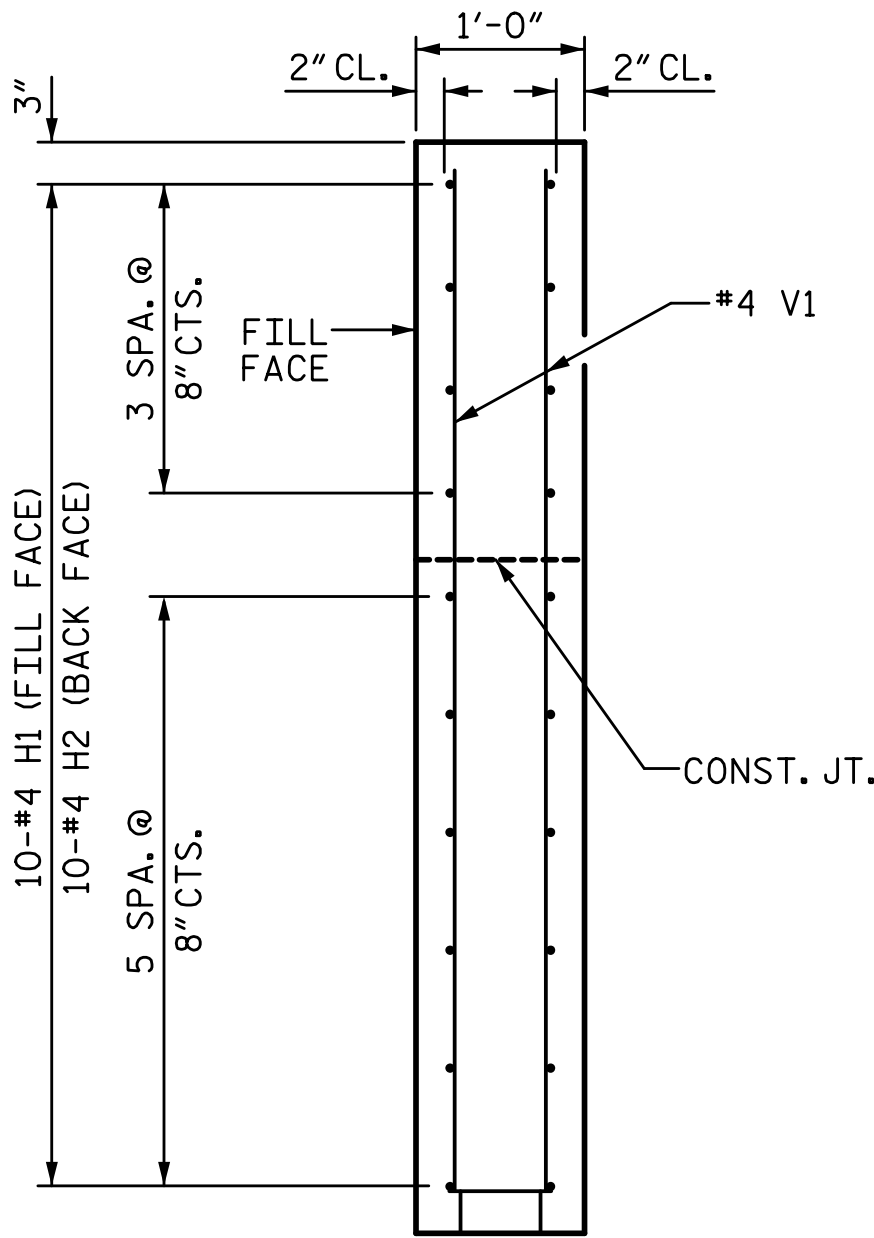 1'-0"
2" CL.
2" CL.
3"
3 SPA. @
8" CTS.
FILL
FACE
#4 V1
10-#4 H1 (FILL FACE)
10-#4 H2 (BACK FACE)
CONST. JT.
5 SPA. @
8" CTS.